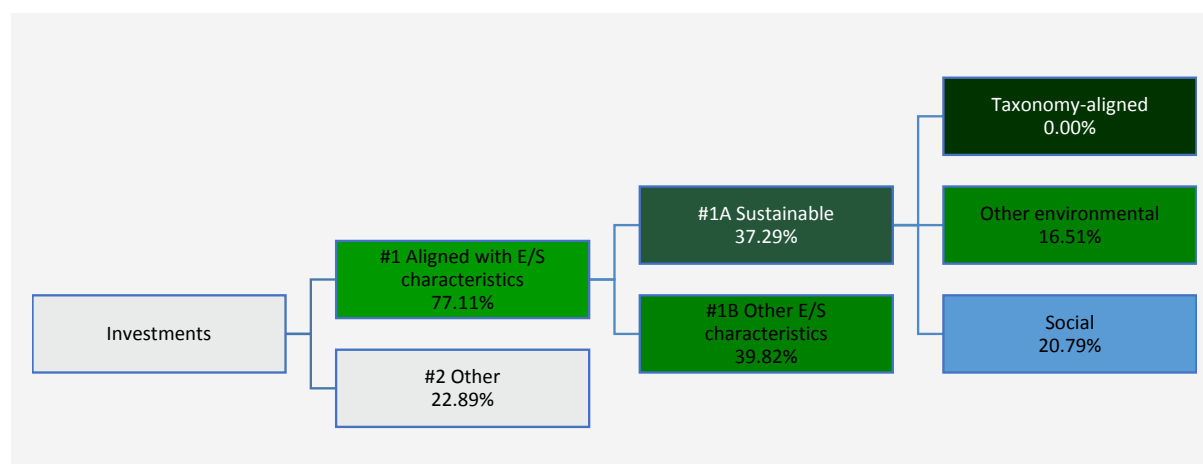 Investments
#1 Aligned with E/S
characteristics
77.11%
#2 Other
22.89%
#1A Sustainable
37.29%
#1B Other E/S
characteristics
39.82%
Taxonomy-aligned
0.00%
Other environmental
16.51%
Social
20.79%